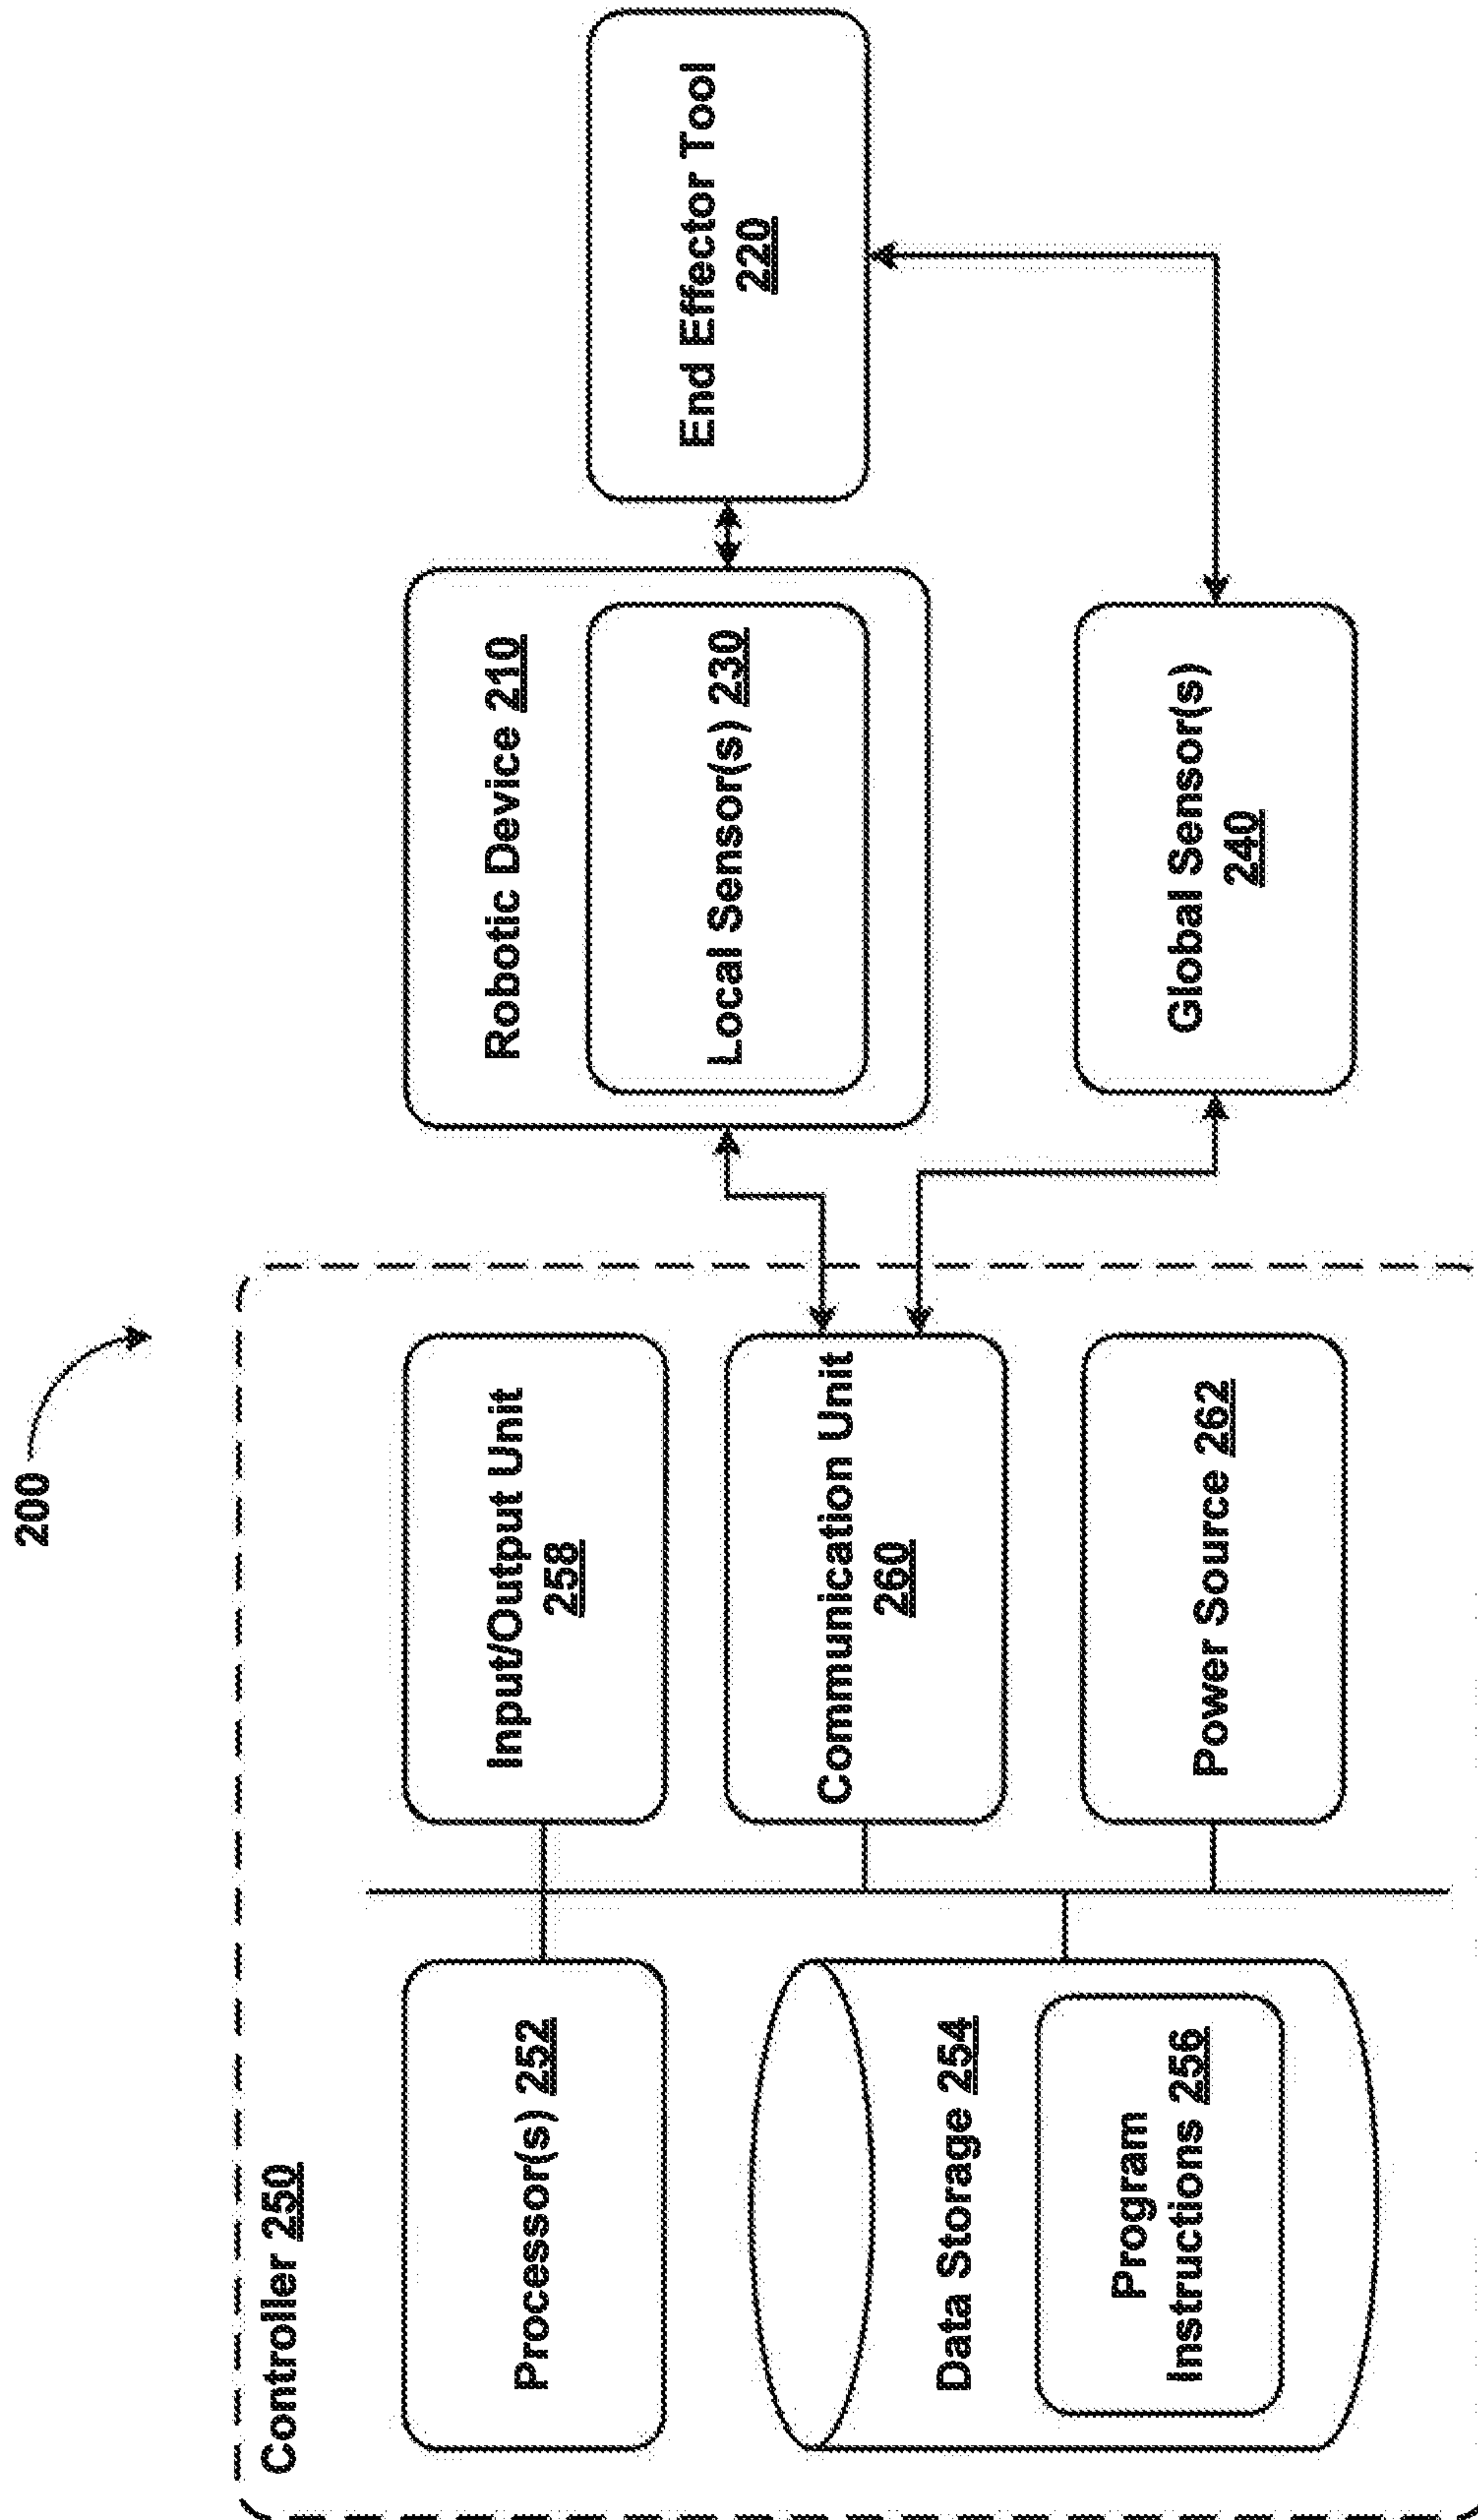 200
Controller 250
Processor(s) 252
Data Storage 254
Program
Instructions 256
Input/Output Unit
258
Communication Unit
260
Power Source 262
Robotic Device 210
Local Sensor(s) 230
Global Sensor(s)
240
End Effector Tool
220